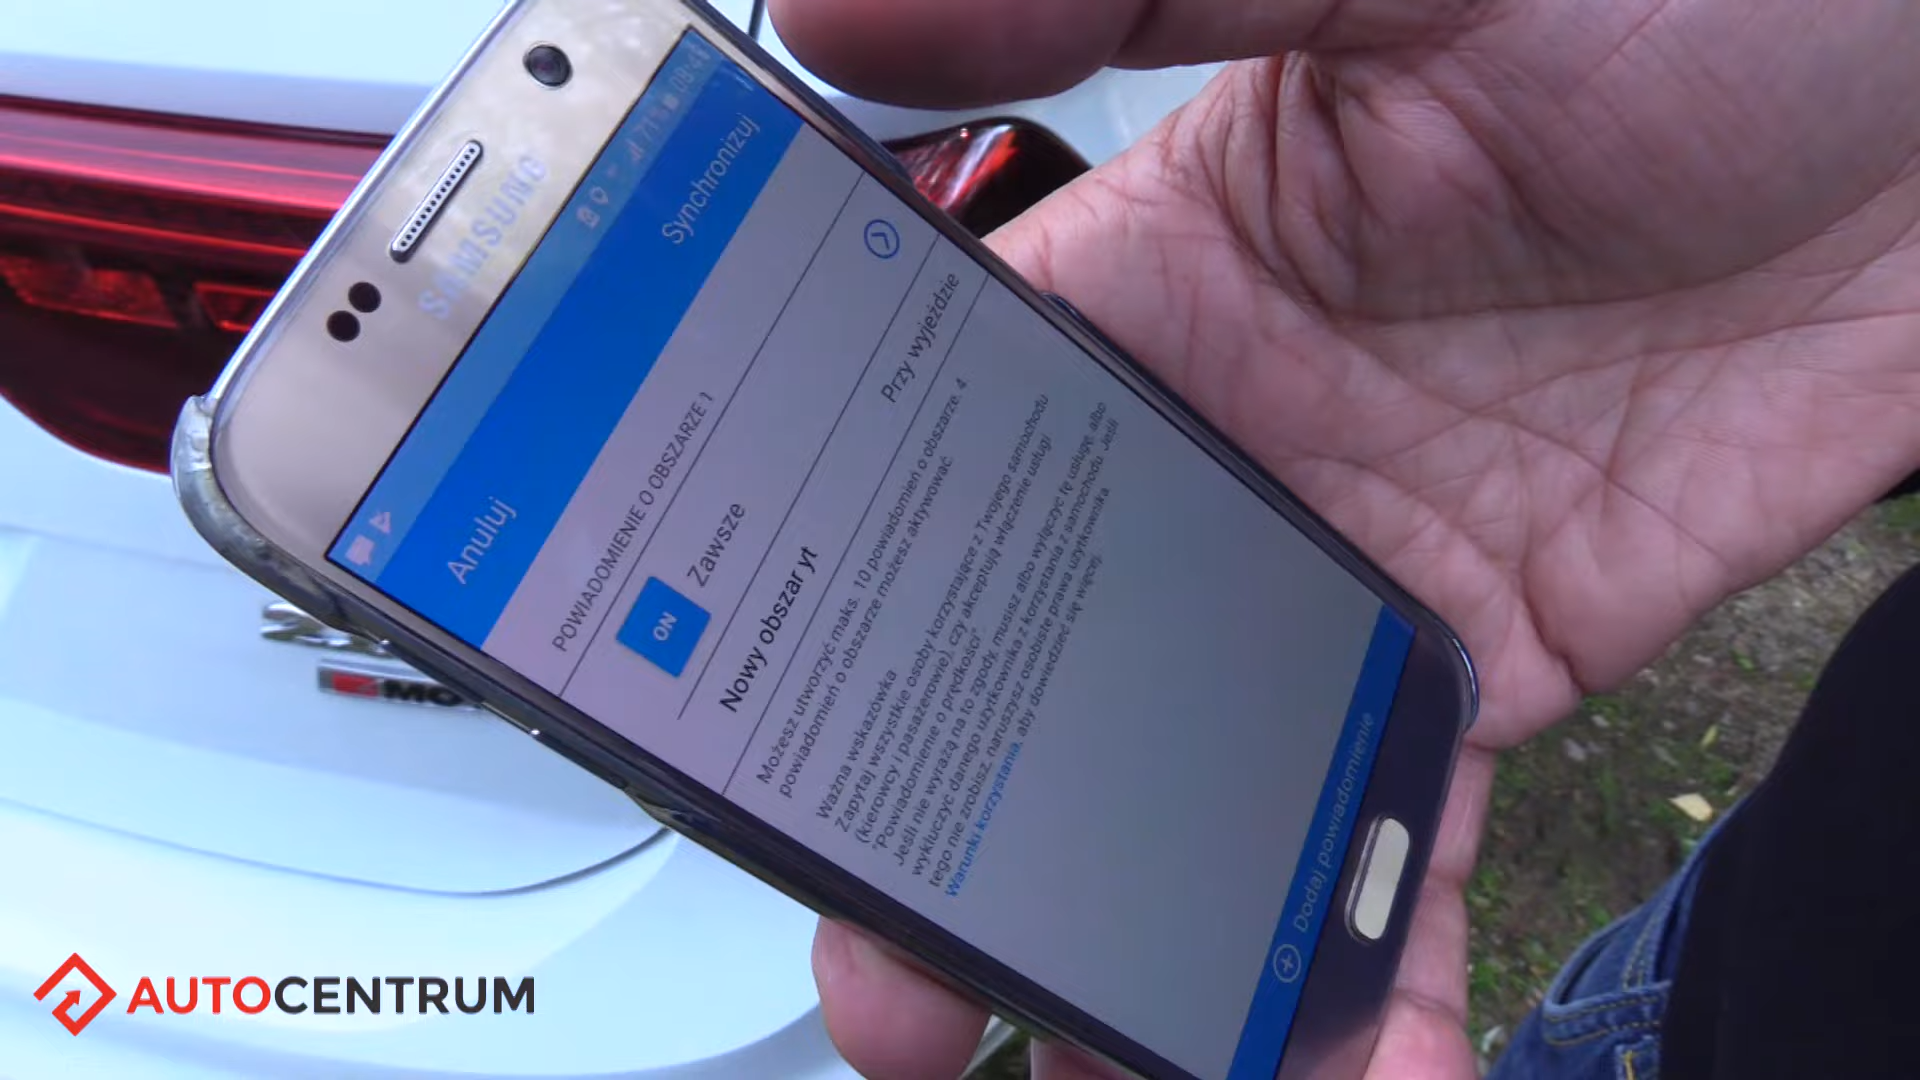 SAMSUNG
71% 08:41
Anuluj Synchronizuj
POWIADOMIENIE O OBSZARZE 1
ON Zawsze
Nowy obszar yt Przy wyjeździe
Możesz utworzyć maks. 10 powiadomień o obszarze. 4
powiadomień o obszarze możesz aktywować.
Ważna wskazówka
Zapytaj wszystkie osoby korzystające z Twojego samochodu
(kierowcy i pasażerowie), czy akceptują włączenie usługi
"Powiadomienie o prędkości".
Jeśli nie wyrażą na to zgody, musisz albo wyłączyć tę usługę, albo
wykluczyć danego użytkownika z korzystania z samochodu. Jeśli
tego nie zrobisz, naruszysz osobiste prawa użytkownika.
Warunki korzystania, aby dowiedzieć się więcej.
Dodaj powiadomienie
AUTOCENTRUM